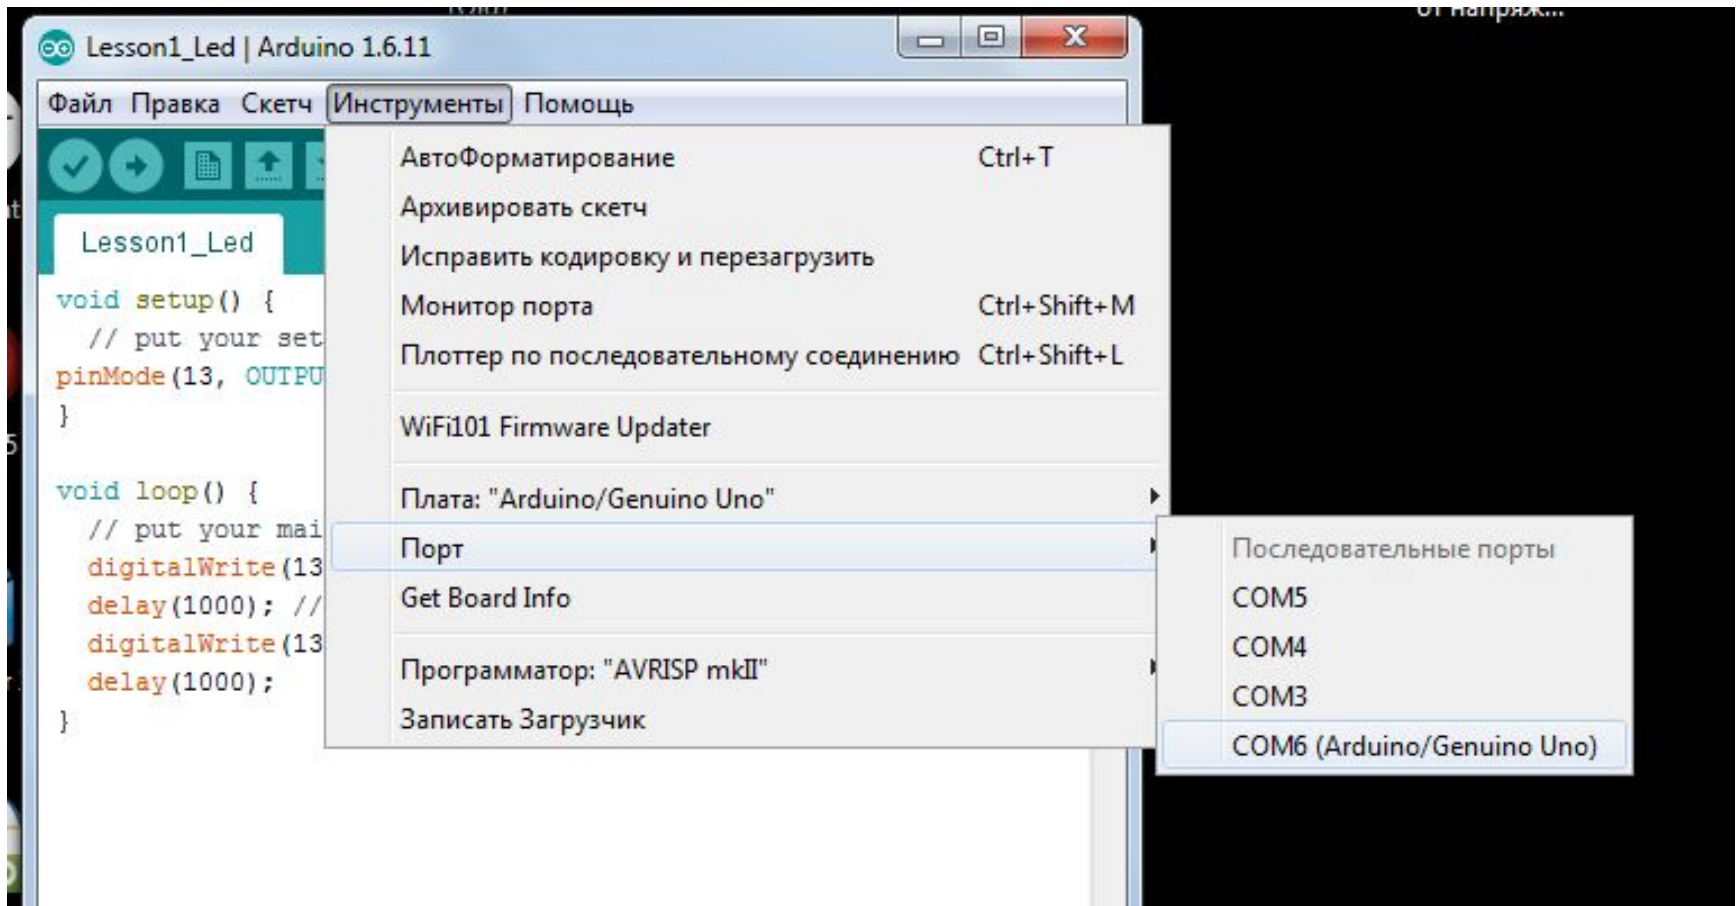 от напряж...
Lesson1_Led | Arduino 1.6.11
Файл Правка Скетч Инструменты Помощь
АвтоФорматирование Ctrl+T
Архивировать скетч
Исправить кодировку и перезагрузить
Монитор порта Ctrl+Shift+M
Плоттер по последовательному соединению Ctrl+Shift+L
WiFi101 Firmware Updater
Плата: "Arduino/Genuino Uno"
Порт
Get Board Info
Программатор: "AVRISP mkII"
Записать Загрузчик
Последовательные порты
COM5
COM4
COM3
COM6 (Arduino/Genuino Uno)
Lesson1_Led
void setup() {
// put your set
pinMode(13, OUTPU
}
void loop() {
// put your mai
digitalWrite(13
delay(1000); //
digitalWrite(13
delay(1000);
}